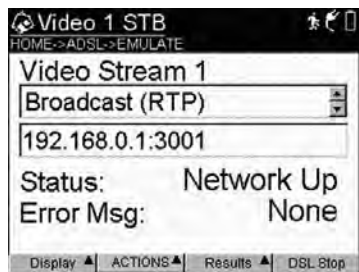 Video 1 STB
HOME->ADSL->EMULATE
Video Stream 1
Broadcast (RTP)
192.168.0.1:3001
Status: Network Up
Error Msg: None
Display ACTIONS Results DSL Stop